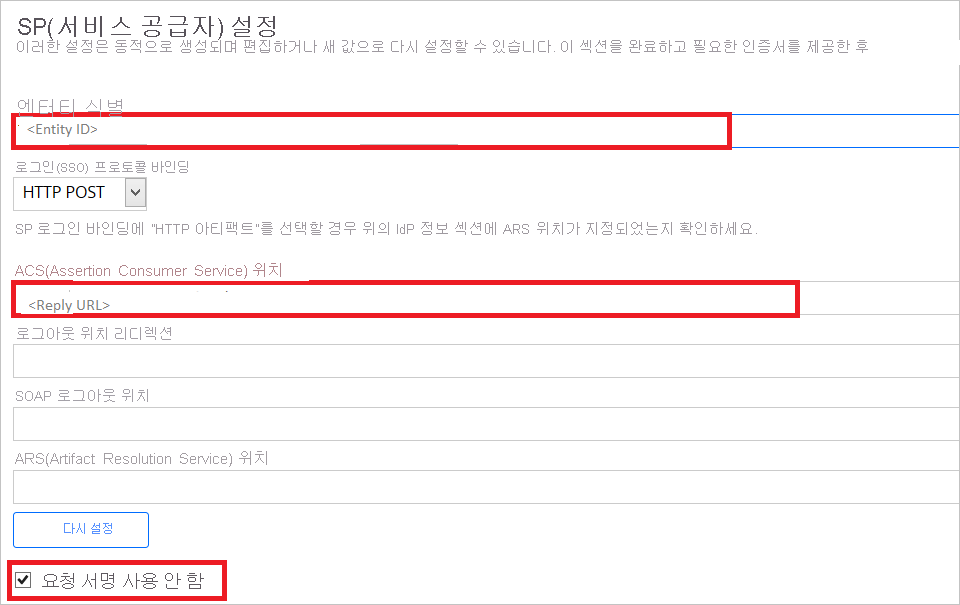 SP(서비스 공급자) 설정
이러한 설정은 동적으로 생성되며 편집하거나 새 값으로 다시 설정할 수 있습니다. 이 섹션을 완료하고 필요한 인증서를 제공한 후
엔터티 식별
<Entity ID>
로그인(SSO) 프로토콜 바인딩
HTTP POST
SP 로그인 바인딩에 "HTTP 아티팩트"를 선택할 경우 위의 IdP 정보 섹션에 ARS 위치가 지정되었는지 확인하세요.
ACS(Assertion Consumer Service) 위치
<Reply URL>
로그아웃 위치 리디렉션
SOAP 로그아웃 위치
ARS(Artifact Resolution Service) 위치
다시 설정
요청 서명 사용 안 함